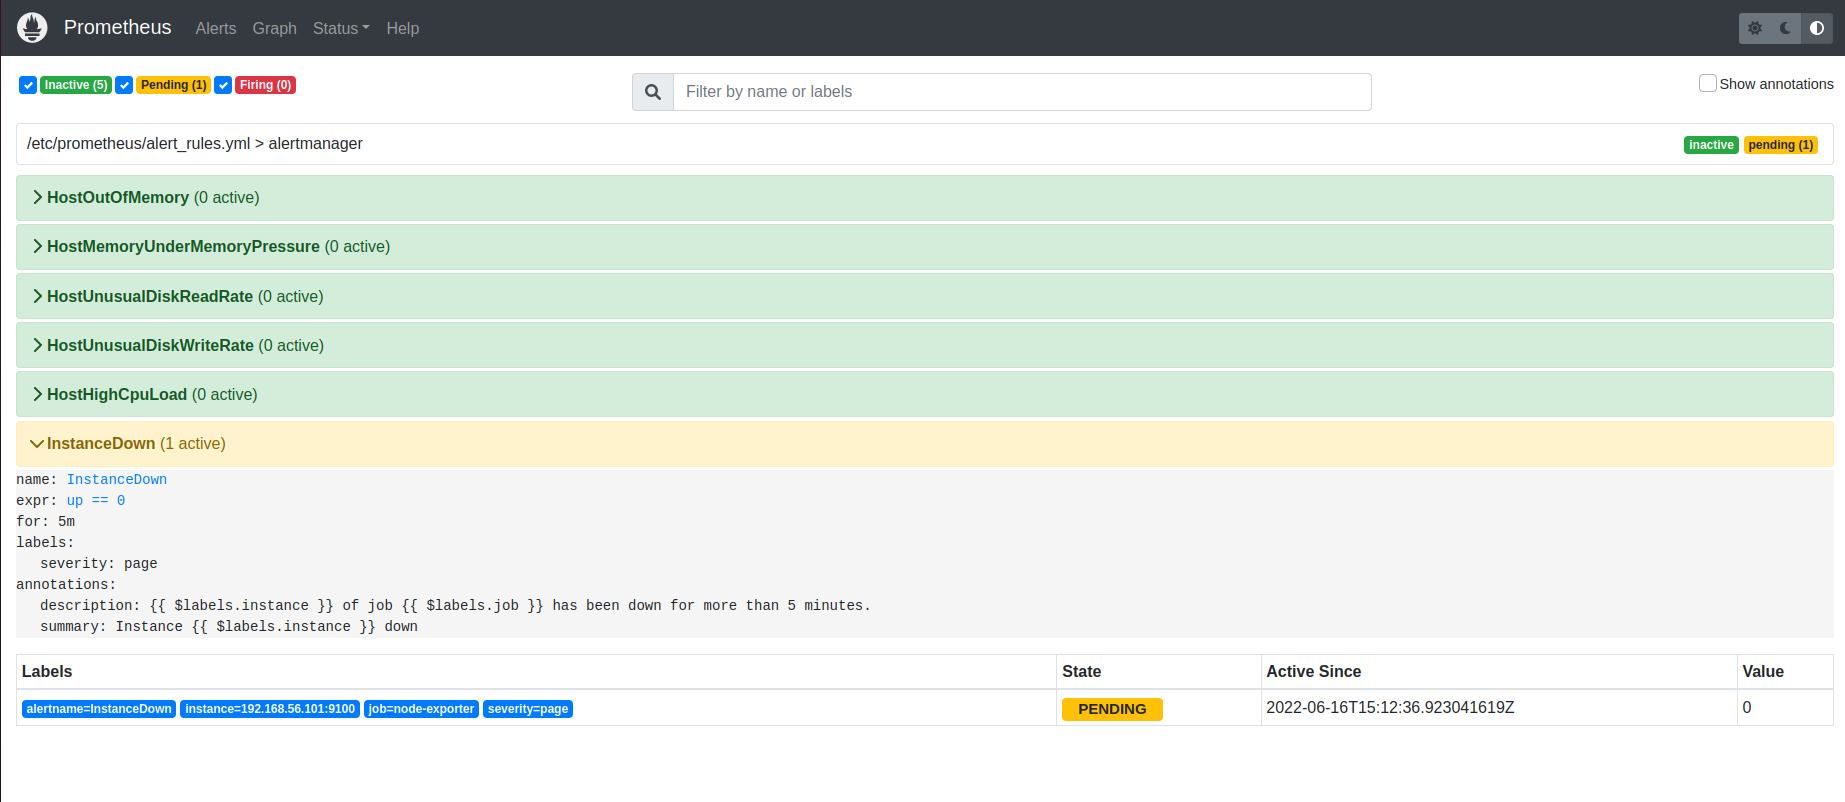 Prometheus Alerts Graph Status Help
Inactive (5) Pending (1) Firing (0) Filter by name or labels Show annotations
/etc/prometheus/alert_rules.yml > alertmanager inactive pending (1)
HostOutOfMemory (0 active)
HostMemoryUnderMemoryPressure (0 active)
HostUnusualDiskReadRate (0 active)
HostUnusualDiskWriteRate (0 active)
HostHighCpuLoad (0 active)
InstanceDown (1 active)
name: InstanceDown
expr: up == 0
for: 5m
labels:
severity: page
annotations:
description: {{ $labels.instance }} of job {{ $labels.job }} has been down for more than 5 minutes.
summary: Instance {{ $labels.instance }} down
Labels State Active Since Value
alertname=InstanceDown instance=192.168.56.101:9100 job=node-exporter severity=page PENDING 2022-06-16T15:12:36.923041619Z 0